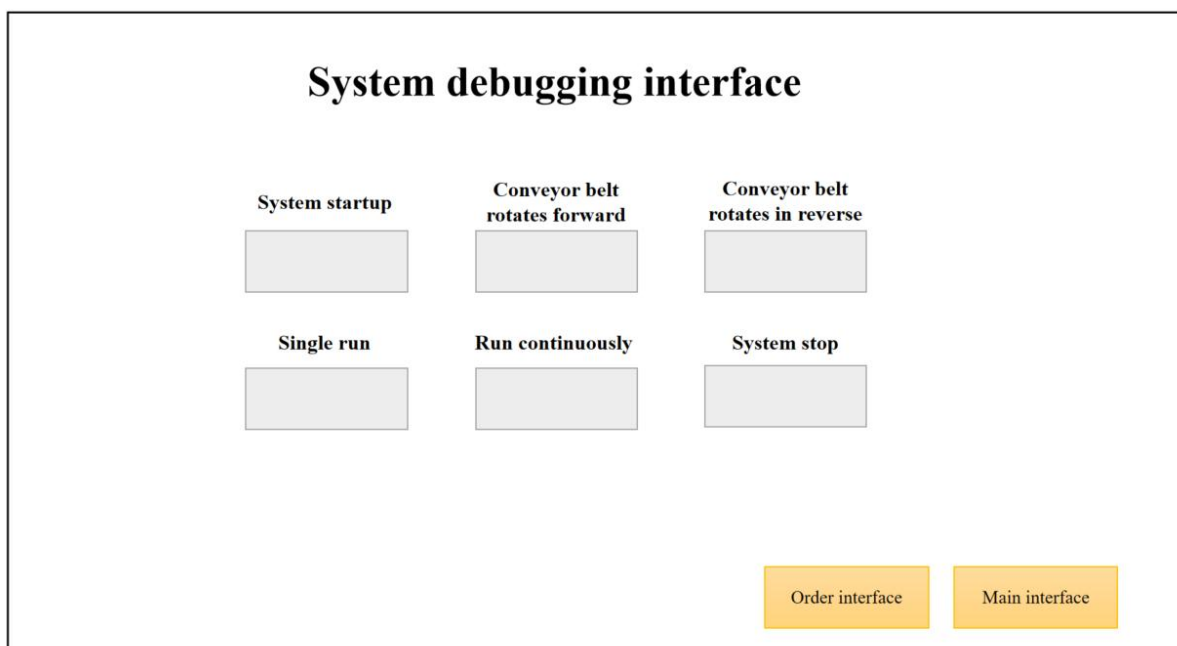 System debugging interface
System startup
Conveyor belt
rotates forward
Conveyor belt
rotates in reverse
Single run
Run continuously
System stop
Order interface
Main interface